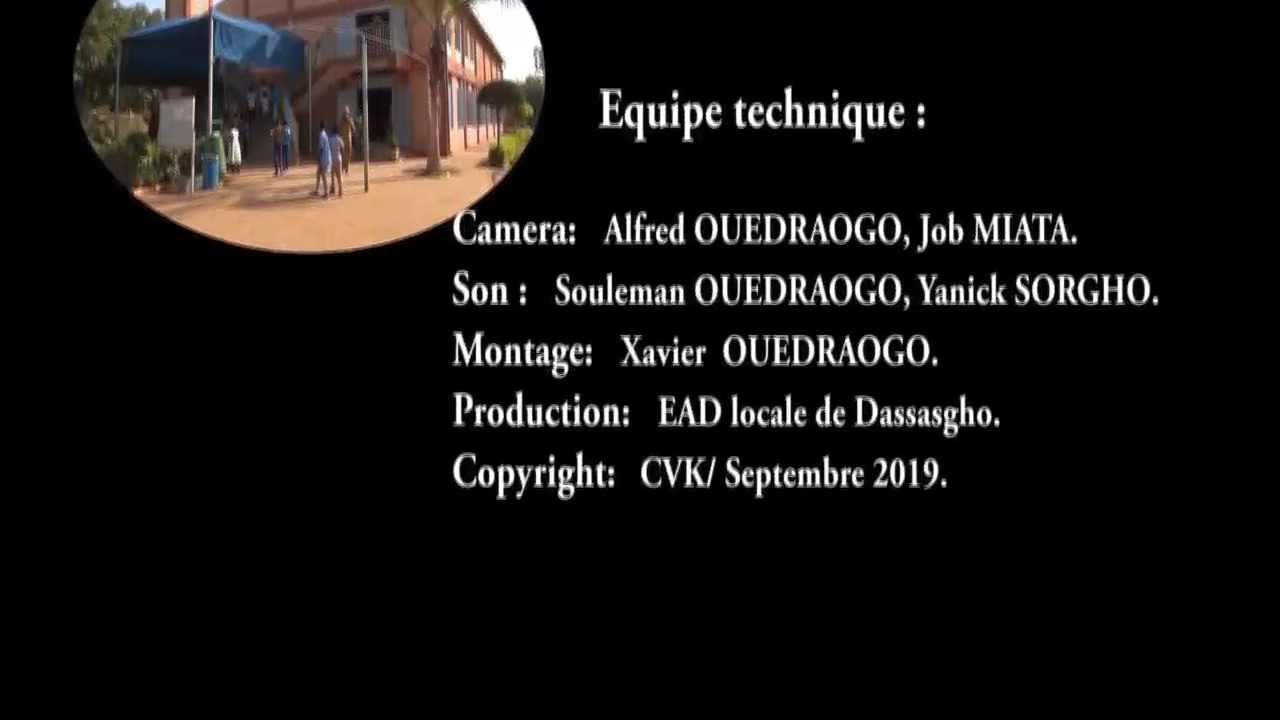 Equipe technique :
Camera: Alfred OUEDRAOGO, Job MIATA.
Son : Souleman OUEDRAOGO, Yanick SORGHO.
Montage: Xavier OUEDRAOGO.
Production: EAD locale de Dassasgho.
Copyright: CVK/ Septembre 2019.